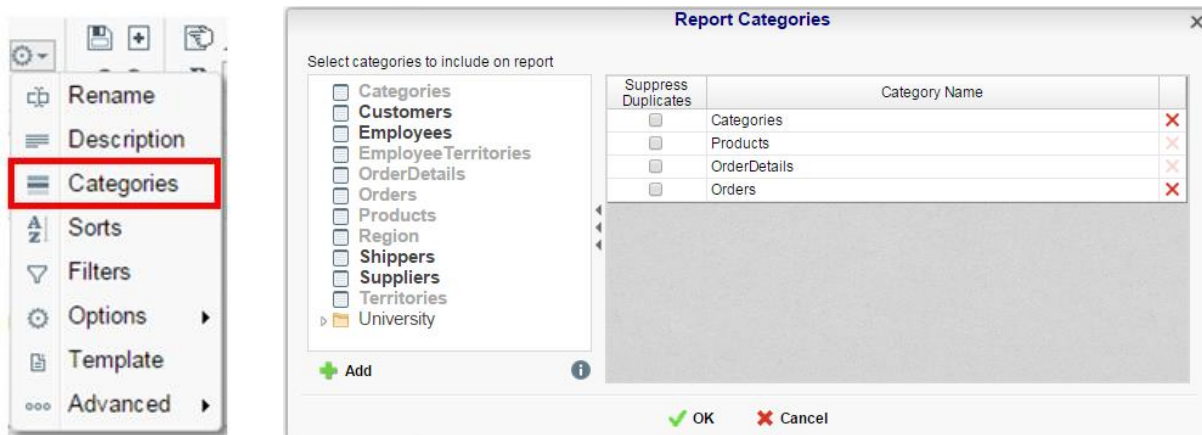 Rename
Description
Categories
Sorts
Filters
Options
Template
Advanced
Report Categories
Select categories to include on report
Categories
Customers
Employees
EmployeeTerritories
OrderDetails
Orders
Products
Region
Shippers
Suppliers
Territories
University
Add
Suppress
Duplicates
Category Name
Categories
Products
OrderDetails
Orders
OK
Cancel